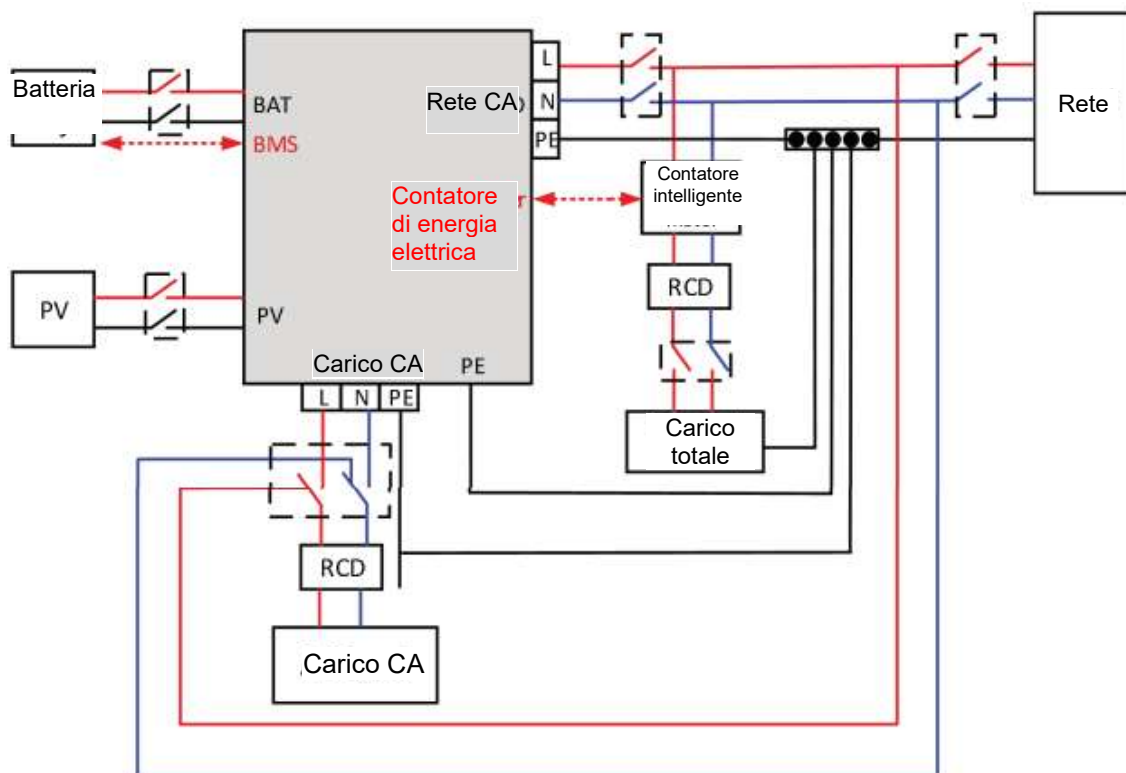 Batteria
BAT
BMS
PV
PV
Rete CA
L
N
PE
Rete
Contatore
di energia
elettrica
Contatore
intelligente
RCD
Carico
totale
Carico CA
PE
L
N
PE
RCD
Carico CA